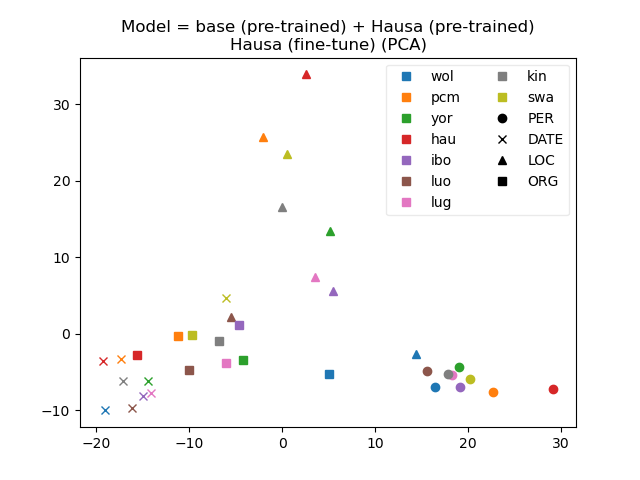 Model = base (pre-trained) + Hausa (pre-trained)
Hausa (fine-tune) (PCA)
wol
pcm
yor
hau
ibo
luo
lug
kin
swa
PER
DATE
LOC
ORG
30
20
10
0
−10
−20
−10
0
10
20
30